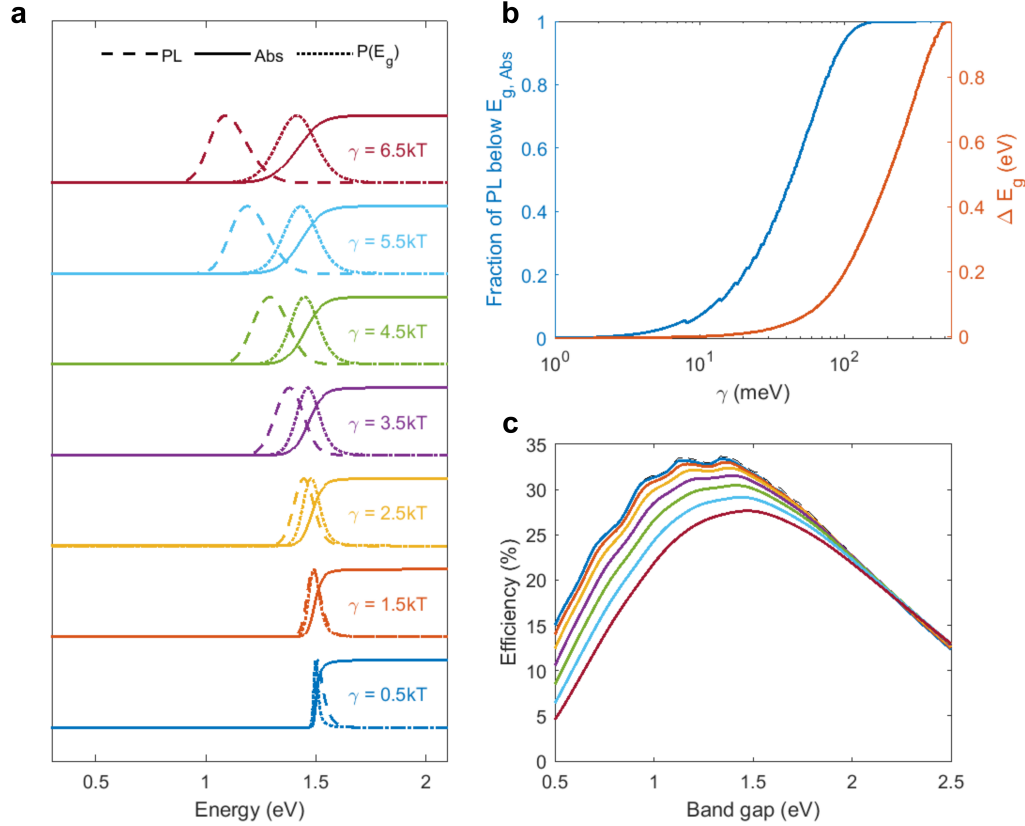 a
PL
Abs
P(E_g)
γ = 6.5kT
γ = 5.5kT
γ = 4.5kT
γ = 3.5kT
γ = 2.5kT
γ = 1.5kT
γ = 0.5kT
0.5
1
1.5
2
Energy (eV)
b
1
0.8
0.6
0.4
0.2
0
Fraction of PL below E_g, Abs
0.8
0.6
0.4
0.2
0
Δ E_g (eV)
10^0
10^1
10^2
γ (meV)
c
35
30
25
20
15
10
5
0
Efficiency (%)
0.5
1
1.5
2
2.5
Band gap (eV)